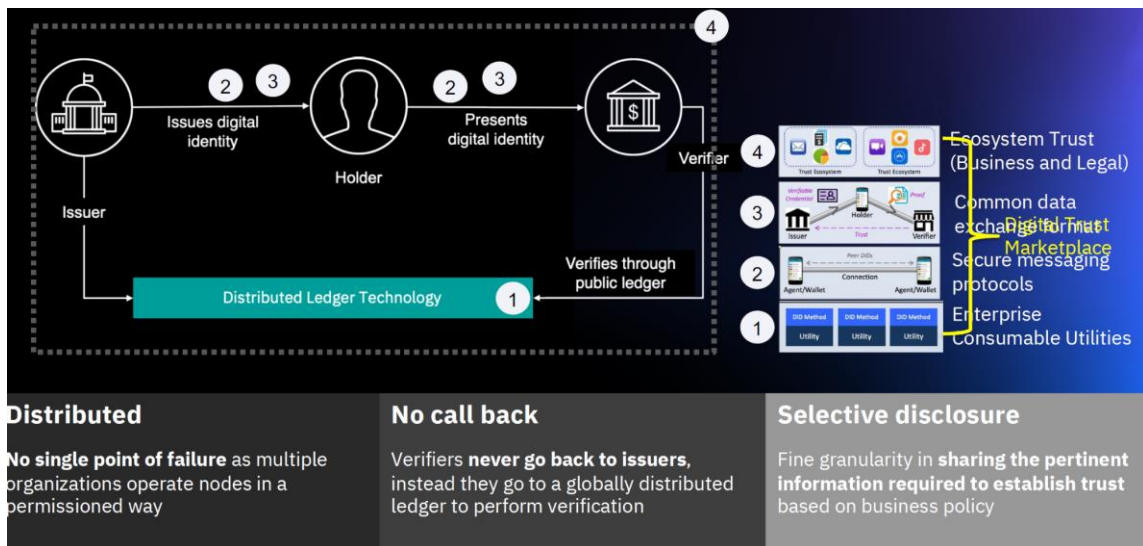 4
2 3
2 3
Issues digital
identity
Presents
digital identity
Holder
Verifier
Issuer
Verifies through
public ledger
Distributed Ledger Technology
1
4
Trust Ecosystem
Trust Ecosystem
Ecosystem Trust
(Business and Legal)
3
Verifiable
Credential
Proof
Holder
Issuer
Trust
Verifier
Common data
exchange format
Digital Trust
Marketplace
2
Peer DIDs
Connection
Agent/Wallet
Agent/Wallet
Secure messaging
protocols
1
DID Method
DID Method
DID Method
Utility
Utility
Utility
Enterprise
Consumable Utilities
Distributed
No single point of failure as multiple
organizations operate nodes in a
permissioned way
No call back
Verifiers never go back to issuers,
instead they go to a globally distributed
ledger to perform verification
Selective disclosure
Fine granularity in sharing the pertinent
information required to establish trust
based on business policy